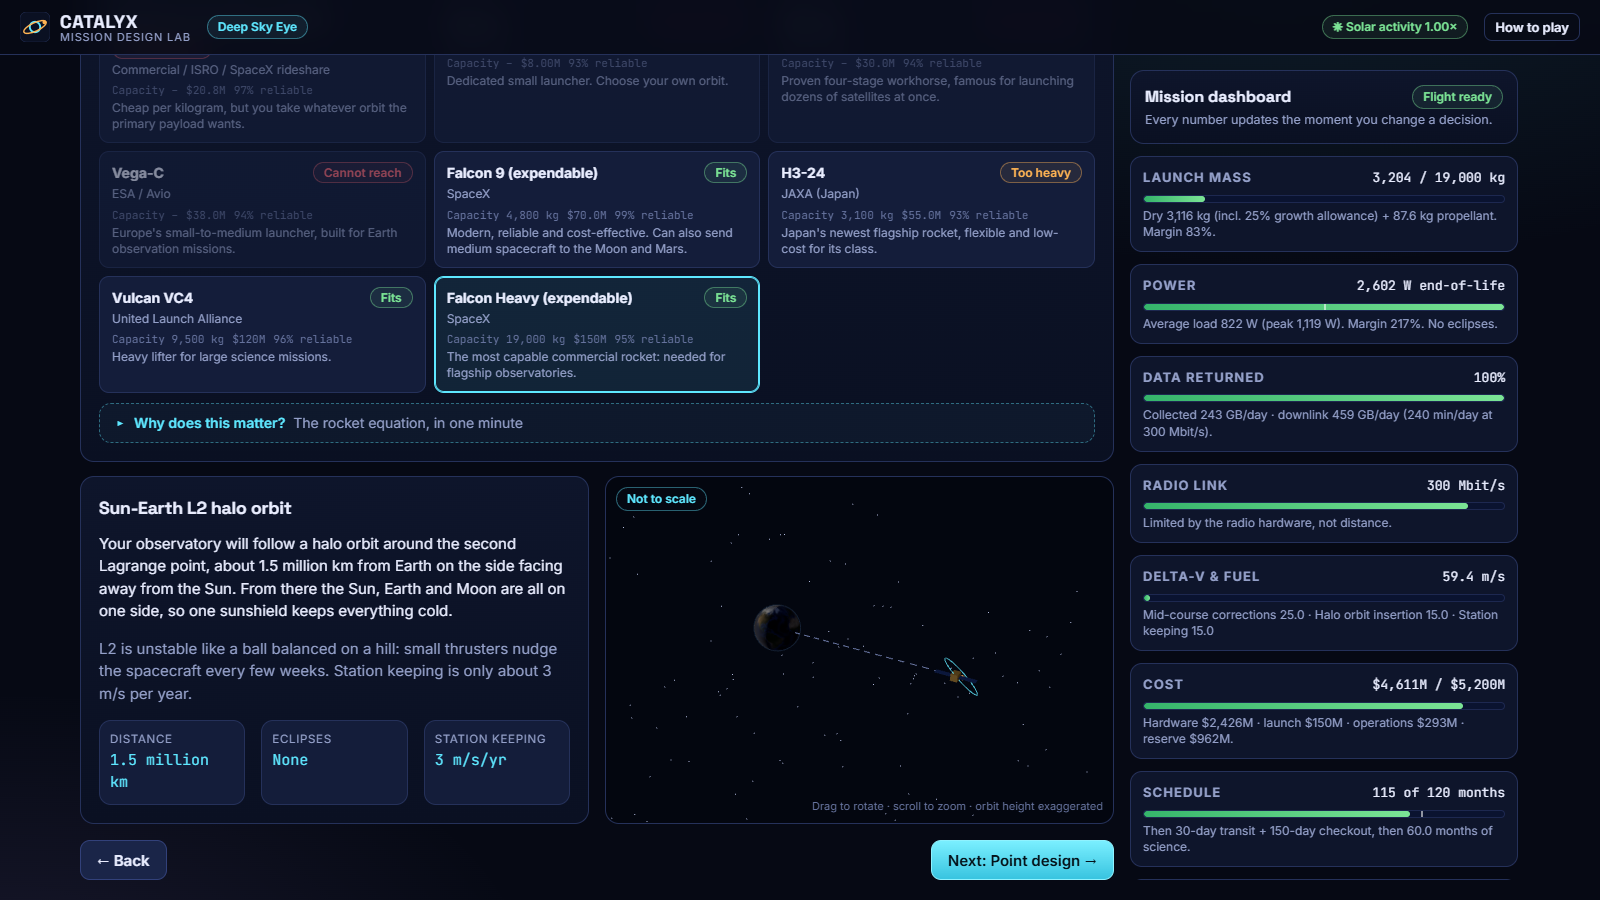 CATALYX
MISSION DESIGN LAB
Deep Sky Eye
Solar activity 1.00×
How to play
Commercial / ISRO / SpaceX rideshare
Capacity – $20.8M 97% reliable
Cheap per kilogram, but you take whatever orbit the
primary payload wants.
Capacity – $8.00M 93% reliable
Dedicated small launcher. Choose your own orbit.
Capacity – $30.0M 94% reliable
Proven four-stage workhorse, famous for launching
dozens of satellites at once.
Vega-C
Cannot reach
ESA / Avio
Capacity – $38.0M 94% reliable
Europe's small-to-medium launcher, built for Earth
observation missions.
Falcon 9 (expendable)
Fits
SpaceX
Capacity 4,800 kg $70.0M 99% reliable
Modern, reliable and cost-effective. Can also send
medium spacecraft to the Moon and Mars.
H3-24
Too heavy
JAXA (Japan)
Capacity 3,100 kg $55.0M 93% reliable
Japan's newest flagship rocket, flexible and low-
cost for its class.
Vulcan VC4
Fits
United Launch Alliance
Capacity 9,500 kg $120M 96% reliable
Heavy lifter for large science missions.
Falcon Heavy (expendable)
Fits
SpaceX
Capacity 19,000 kg $150M 95% reliable
The most capable commercial rocket: needed for
flagship observatories.
Why does this matter? The rocket equation, in one minute
Sun-Earth L2 halo orbit
Your observatory will follow a halo orbit around the second
Lagrange point, about 1.5 million km from Earth on the side facing
away from the Sun. From there the Sun, Earth and Moon are all on
one side, so one sunshield keeps everything cold.
L2 is unstable like a ball balanced on a hill: small thrusters nudge
the spacecraft every few weeks. Station keeping is only about 3
m/s per year.
DISTANCE
1.5 million
km
ECLIPSES
None
STATION KEEPING
3 m/s/yr
Not to scale
Drag to rotate · scroll to zoom · orbit height exaggerated
← Back
Next: Point design →
Mission dashboard
Flight ready
Every number updates the moment you change a decision.
LAUNCH MASS
3,204 / 19,000 kg
Dry 3,116 kg (incl. 25% growth allowance) + 87.6 kg propellant.
Margin 83%.
POWER
2,602 W end-of-life
Average load 822 W (peak 1,119 W). Margin 217%. No eclipses.
DATA RETURNED
100%
Collected 243 GB/day · downlink 459 GB/day (240 min/day at
300 Mbit/s).
RADIO LINK
300 Mbit/s
Limited by the radio hardware, not distance.
DELTA-V & FUEL
59.4 m/s
Mid-course corrections 25.0 · Halo orbit insertion 15.0 · Station
keeping 15.0
COST
$4,611M / $5,200M
Hardware $2,426M · launch $150M · operations $293M ·
reserve $962M.
SCHEDULE
115 of 120 months
Then 30-day transit + 150-day checkout, then 60.0 months of
science.